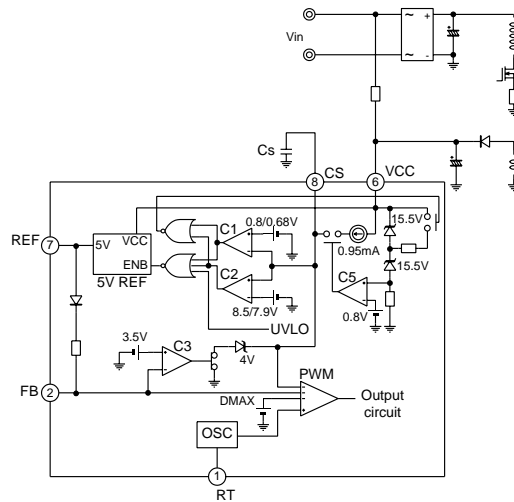 ~ +
Vin
~ -
Cs
8 CS
6 VCC
C1 0.8/0.68V
15.5V
0.95mA
REF 7
5V VCC
ENB
5V REF
C2
8.5/7.9V
C5
15.5V
0.8V
UVLO
3.5V
C3
4V
FB 2
PWM
DMAX
Output
circuit
OSC
1
RT